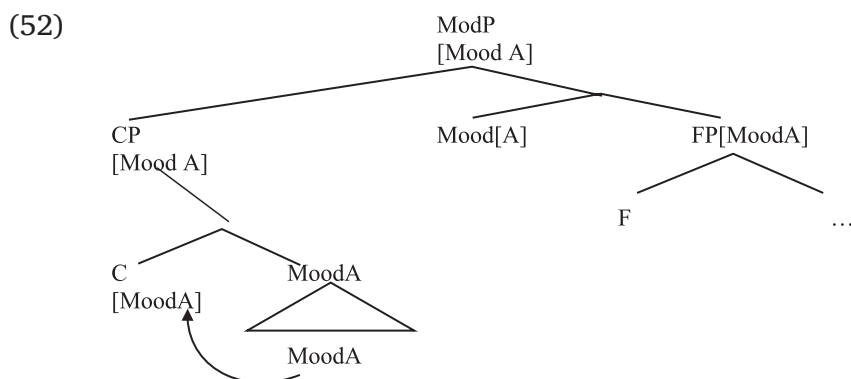 (52)
ModP
[Mood A]
CP
[Mood A]
Mood[A]
FP[MoodA]
F
…
C
[MoodA]
MoodA
MoodA